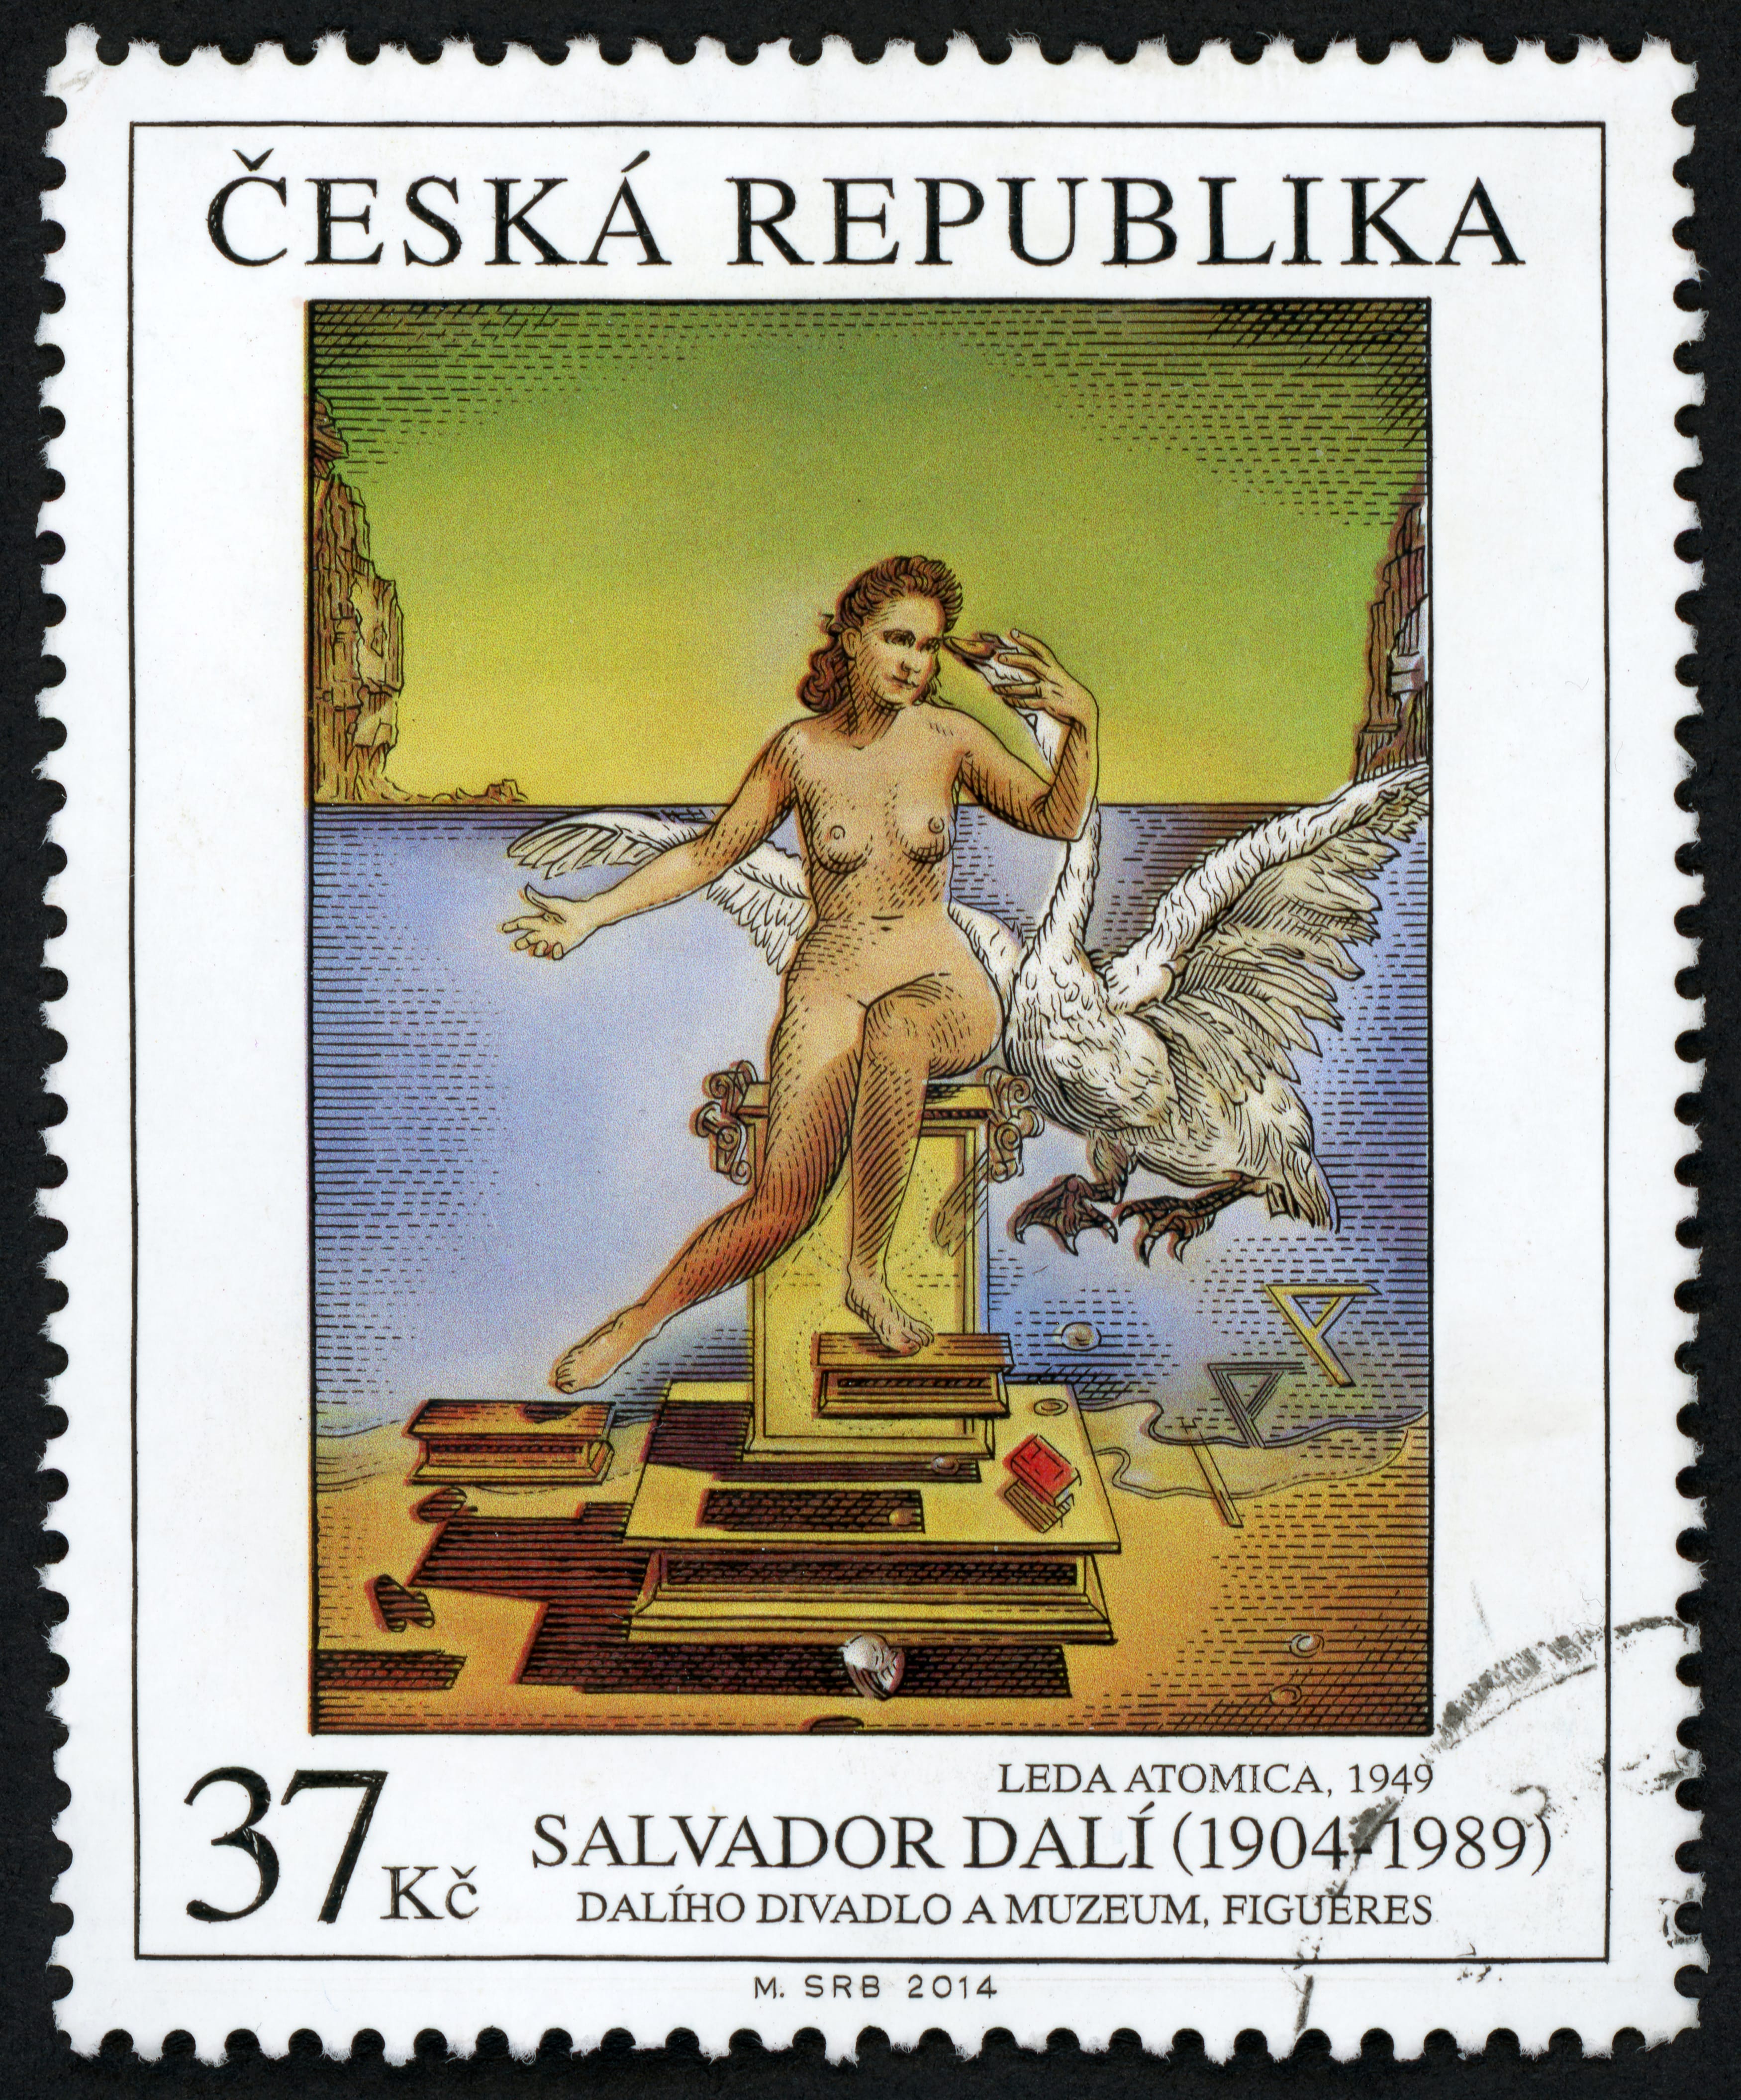 ČESKÁ REPUBLIKA
LEDA ATOMICA, 1949
37 Kč
SALVADOR DALÍ (1904-1989)
DALÍHO DIVADLO A MUZEUM, FIGUERES
M. SRB 2014